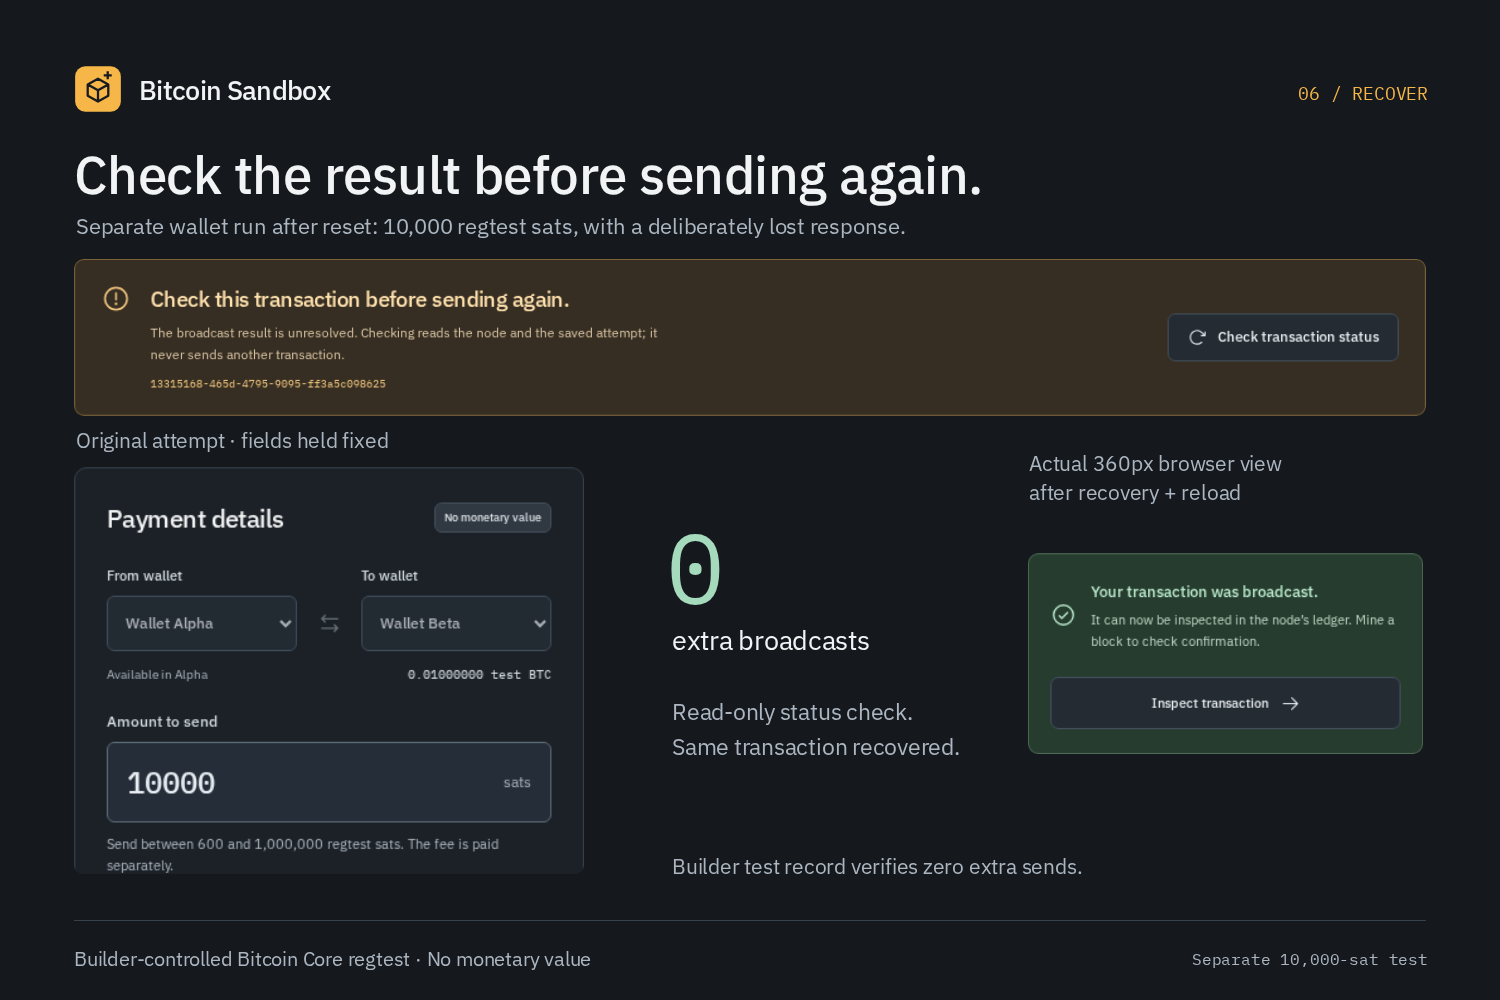 Bitcoin Sandbox
06 / RECOVER
Check the result before sending again.
Separate wallet run after reset: 10,000 regtest sats, with a deliberately lost response.
Check this transaction before sending again.
The broadcast result is unresolved. Checking reads the node and the saved attempt; it
never sends another transaction.
13315168-465d-4795-9095-ff3a5c098625
Check transaction status
Original attempt · fields held fixed
Payment details
No monetary value
From wallet
To wallet
Wallet Alpha
Wallet Beta
Available in Alpha
0.01000000 test BTC
Amount to send
10000
sats
Send between 600 and 1,000,000 regtest sats. The fee is paid
separately.
0
extra broadcasts
Read-only status check.
Same transaction recovered.
Actual 360px browser view
after recovery + reload
Your transaction was broadcast.
It can now be inspected in the node's ledger. Mine a
block to check confirmation.
Inspect transaction
Builder test record verifies zero extra sends.
Builder-controlled Bitcoin Core regtest · No monetary value
Separate 10,000-sat test